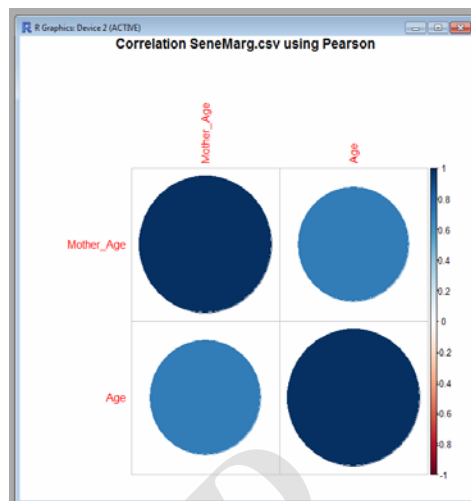 R Graphics: Device 2 (ACTIVE)
Correlation SeneMarg.csv using Pearson
Mother_Age
Age
Mother_Age
Age
1
0.8
0.6
0.4
0.2
0
-0.2
-0.4
-0.6
-0.8
-1